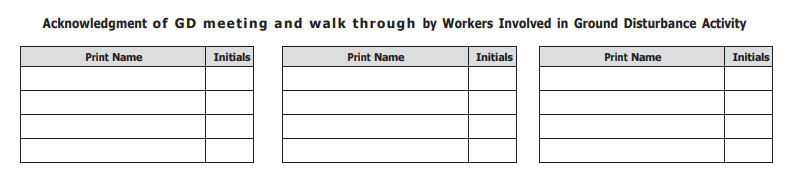 Acknowledgment of GD meeting and walk through by Workers Involved in Ground Disturbance Activity
Print Name Initials Print Name Initials Print Name Initials